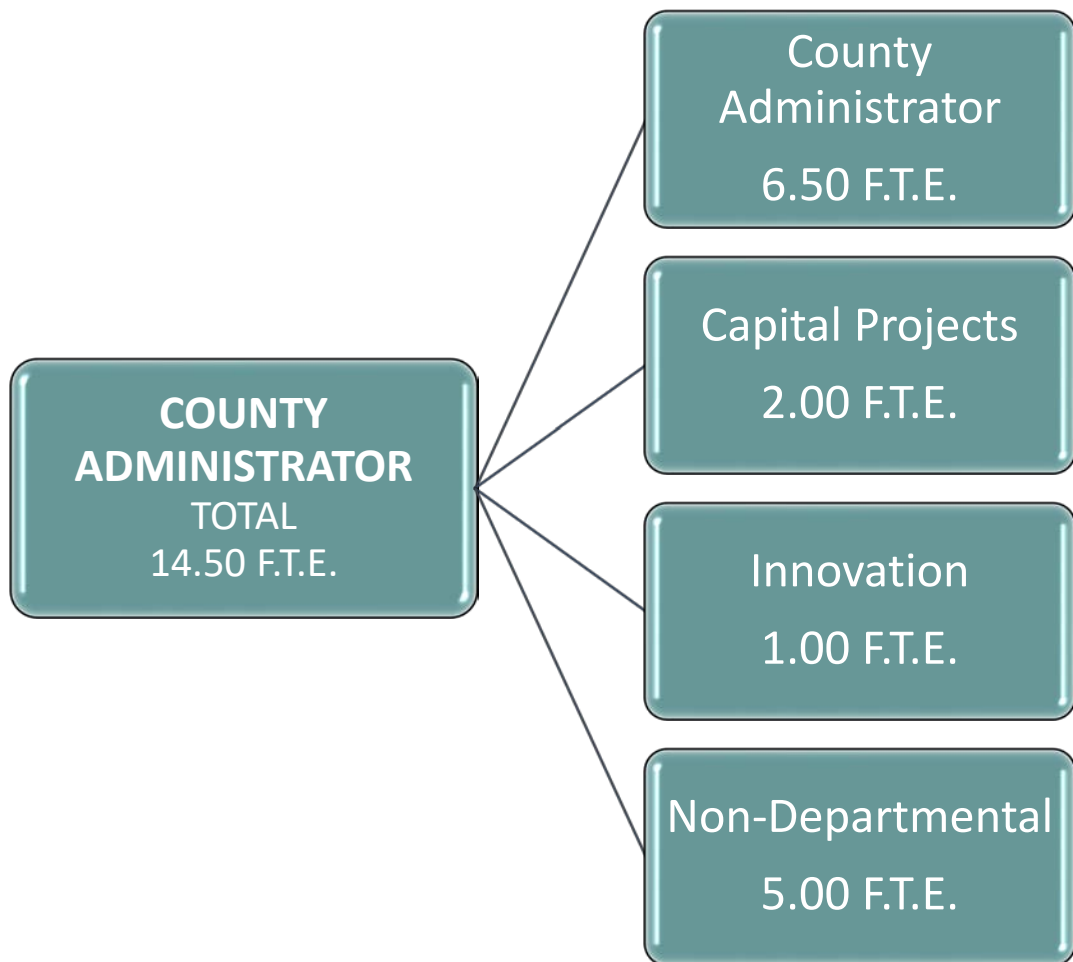 County
Administrator
6.50 F.T.E.
Capital Projects
2.00 F.T.E.
COUNTY
ADMINISTRATOR
TOTAL
14.50 F.T.E.
Innovation
1.00 F.T.E.
Non-Departmental
5.00 F.T.E.